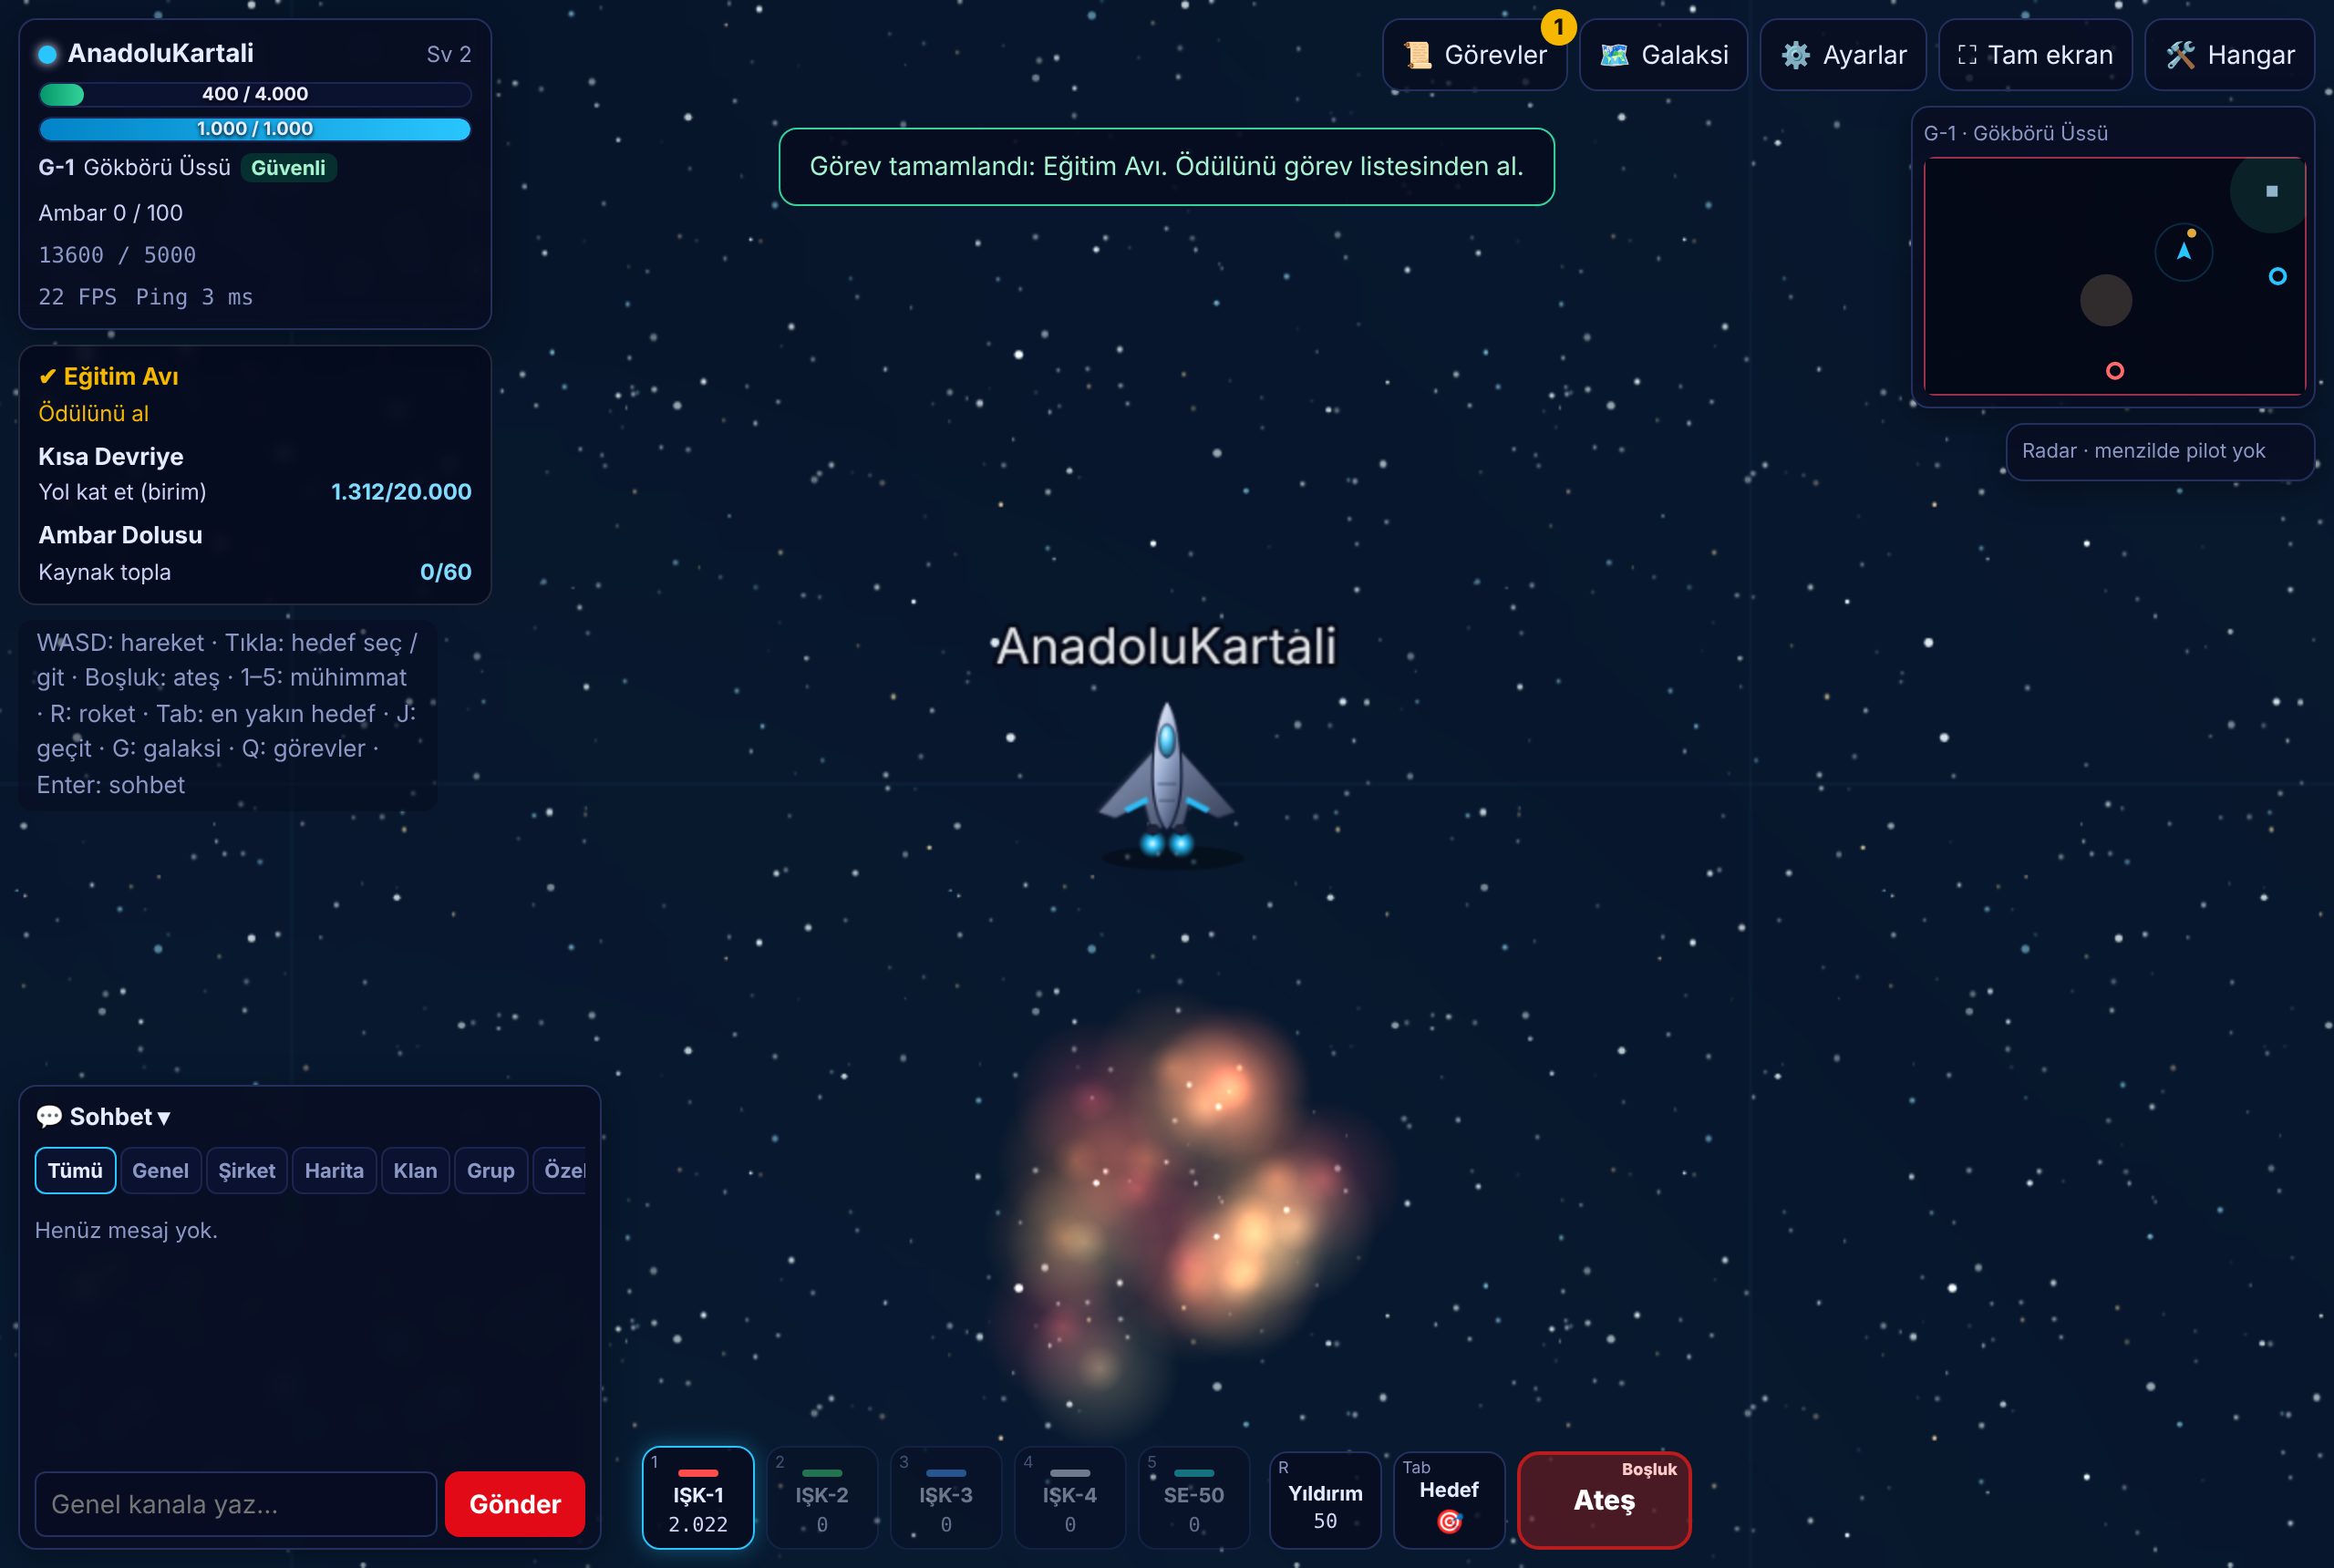 AnadoluKartali Sv 2
400 / 4.000
1.000 / 1.000
G-1 Gökbörü Üssü Güvenli
Ambar 0 / 100
13600 / 5000
22 FPS Ping 3 ms
✔ Eğitim Avı
Ödülünü al
Kısa Devriye
Yol kat et (birim) 1.312/20.000
Ambar Dolusu
Kaynak topla 0/60
WASD: hareket · Tıkla: hedef seç /
git · Boşluk: ateş · 1–5: mühimmat
· R: roket · Tab: en yakın hedef · J:
geçit · G: galaksi · Q: görevler ·
Enter: sohbet
Görevler 1
Galaksi
Ayarlar
Tam ekran
Hangar
Görev tamamlandı: Eğitim Avı. Ödülünü görev listesinden al.
G-1 · Gökbörü Üssü
Radar · menzilde pilot yok
AnadoluKartali
Sohbet ▾
Tümü Genel Şirket Harita Klan Grup Özel
Henüz mesaj yok.
Genel kanala yaz...
Gönder
1 IŞK-1 2.022
2 IŞK-2 0
3 IŞK-3 0
4 IŞK-4 0
5 SE-50 0
R Yıldırım 50
Tab Hedef
Boşluk Ateş